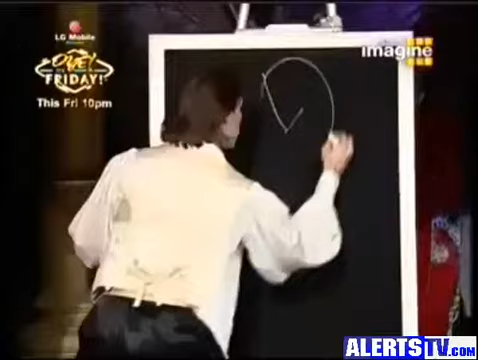 LG Mobile
OYE!
FRIDAY!
This Fri 10pm
imagine
ALERTSTV.COM